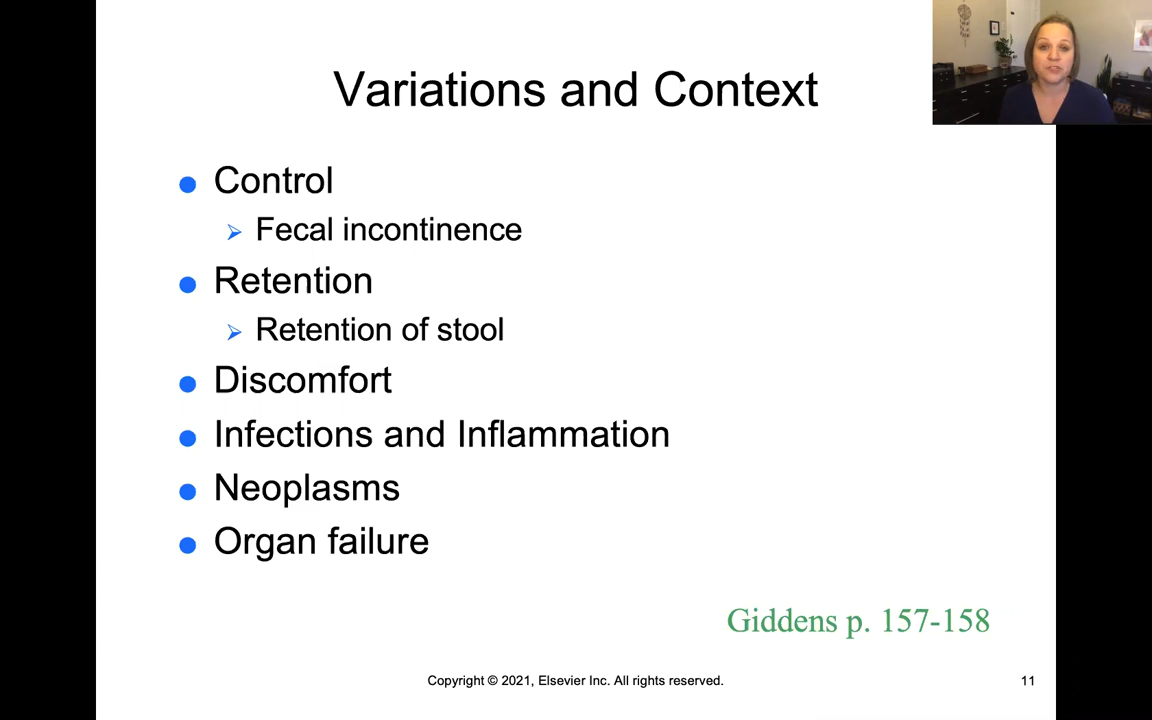 Variations and Context
Control
Fecal incontinence
Retention
Retention of stool
Discomfort
Infections and Inflammation
Neoplasms
Organ failure
Giddens p. 157-158
Copyright © 2021, Elsevier Inc. All rights reserved.
11